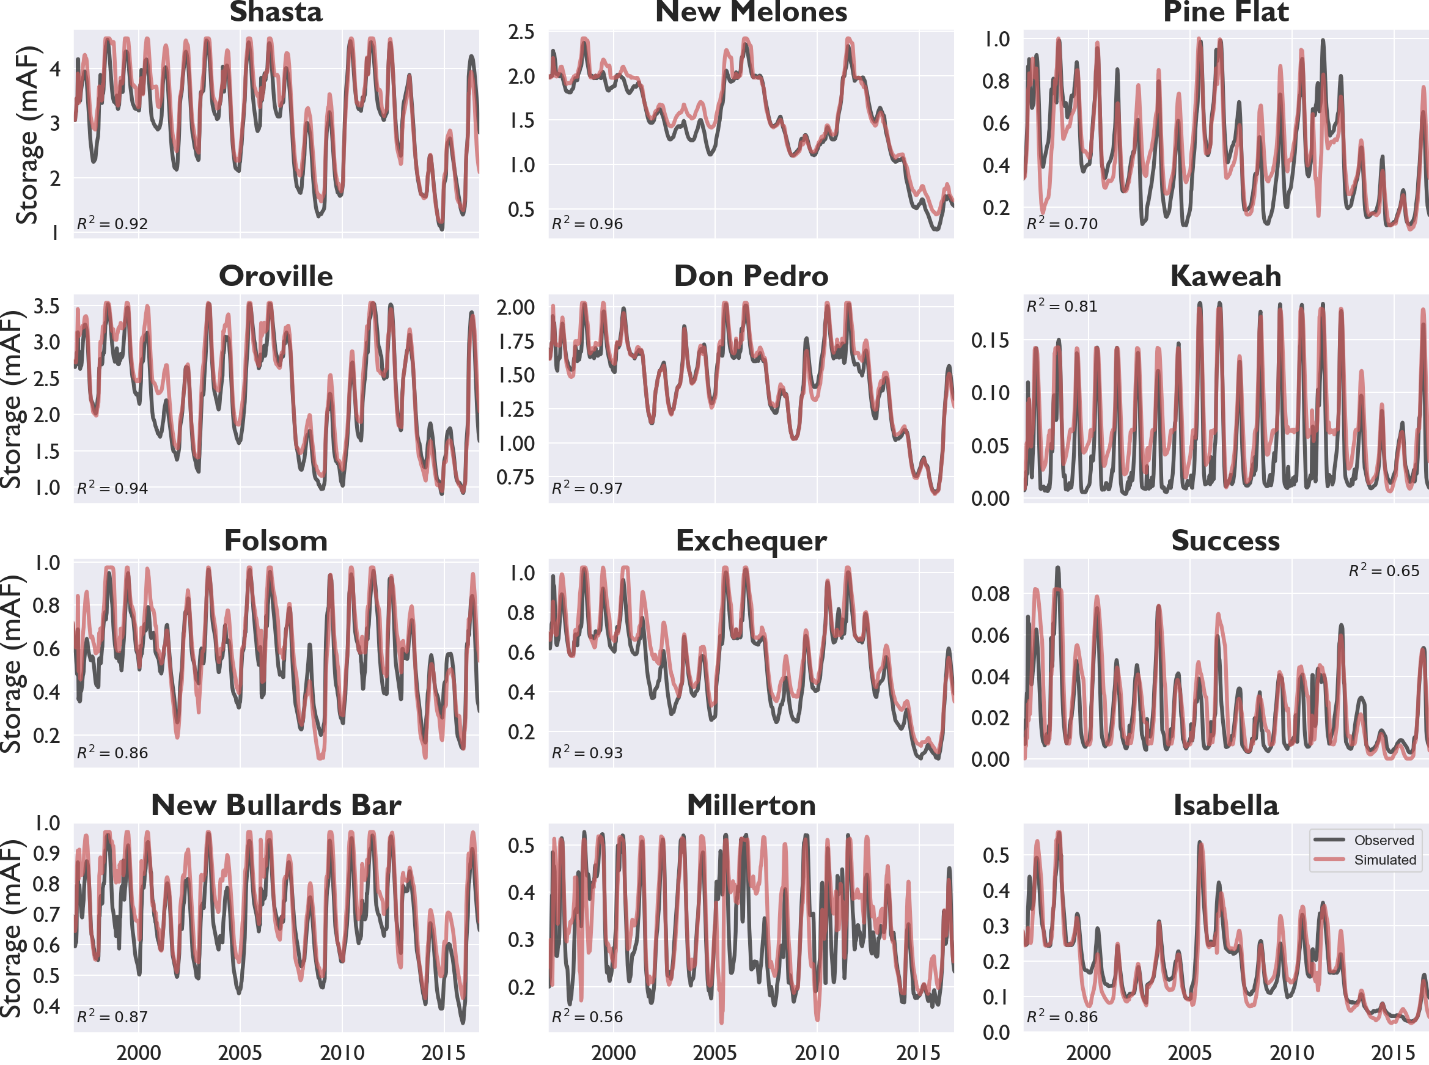 Shasta
New Melones
Pine Flat
Storage (mAF)
4
3
2
1
R² = 0.92
2.5
2.0
1.5
1.0
0.5
R² = 0.96
1.0
0.8
0.6
0.4
0.2
R² = 0.70
Oroville
Don Pedro
Kaweah
Storage (mAF)
3.5
3.0
2.5
2.0
1.5
1.0
R² = 0.94
2.00
1.75
1.50
1.25
1.00
0.75
R² = 0.97
R² = 0.81
0.15
0.10
0.05
0.00
Folsom
Exchequer
Success
Storage (mAF)
1.0
0.8
0.6
0.4
0.2
R² = 0.86
1.0
0.8
0.6
0.4
0.2
R² = 0.93
R² = 0.65
0.08
0.06
0.04
0.02
0.00
New Bullards Bar
Millerton
Isabella
Storage (mAF)
1.0
0.9
0.8
0.7
0.6
0.5
0.4
R² = 0.87
2000 2005 2010 2015
0.5
0.4
0.3
0.2
R² = 0.56
2000 2005 2010 2015
Observed
Simulated
0.5
0.4
0.3
0.2
0.1
0.0
R² = 0.86
2000 2005 2010 2015